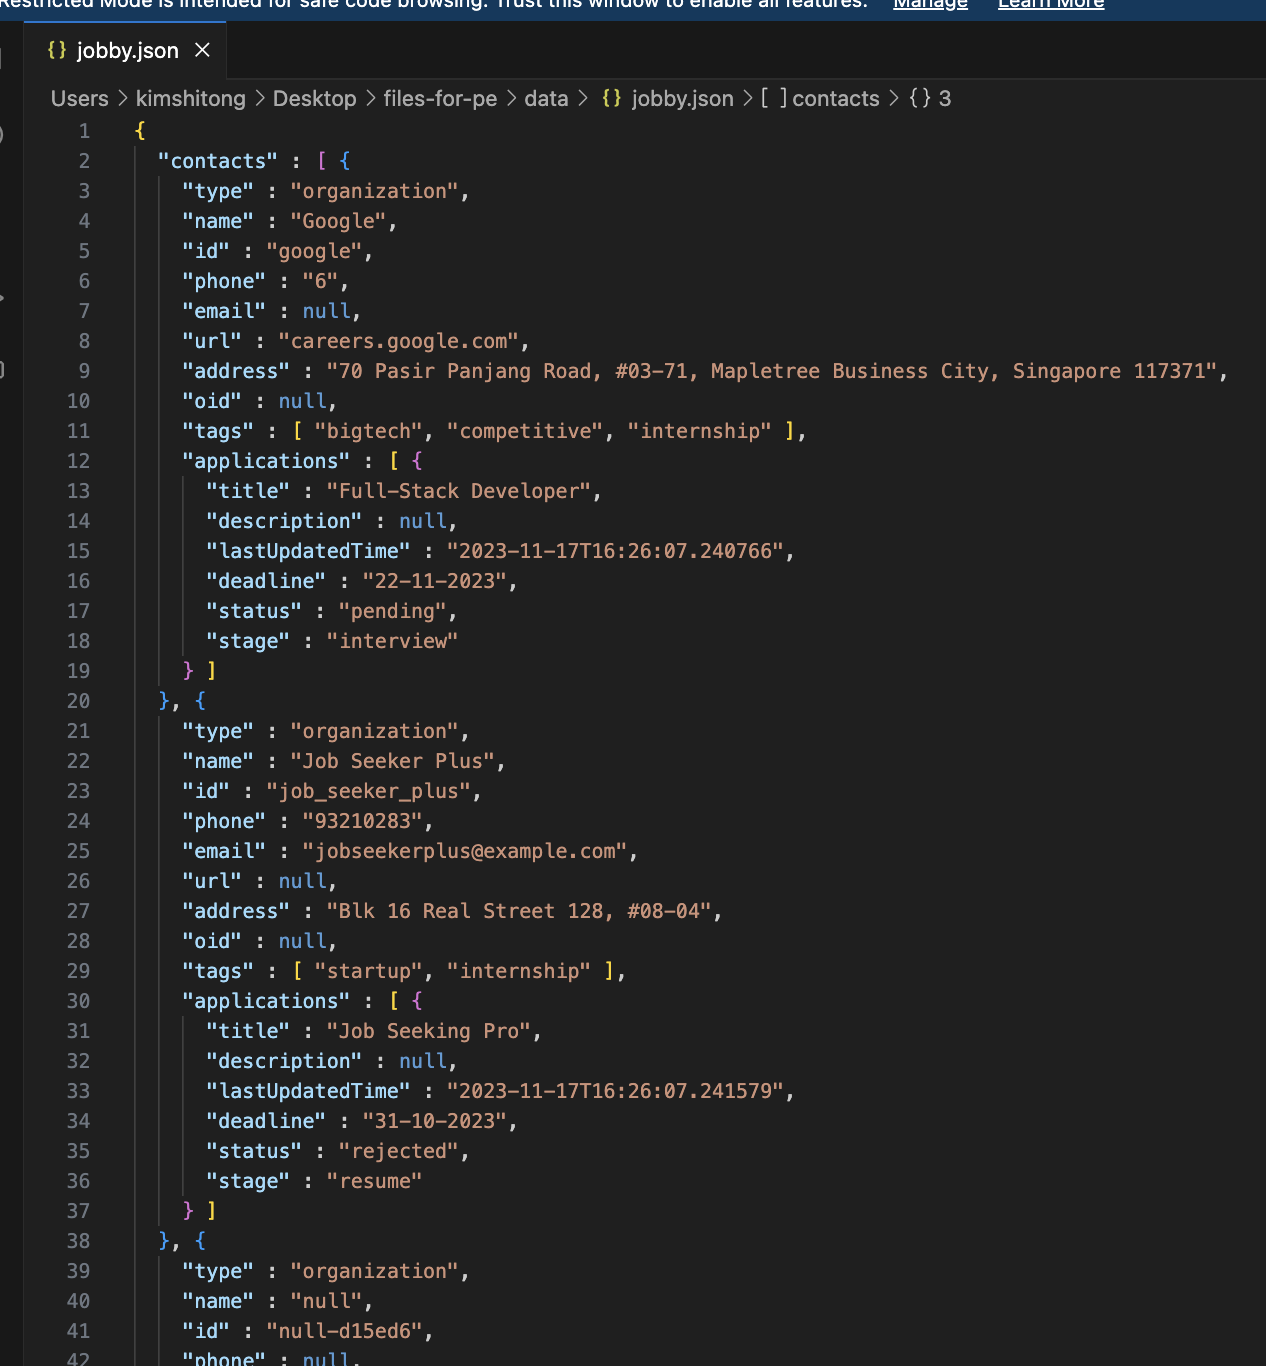 Restricted Mode is intended for safe code browsing. Trust this window to enable all features. Manage Learn More
{} jobby.json ×
Users > kimshitong > Desktop > files-for-pe > data > {} jobby.json > [ ] contacts > {} 3
1 {
2 "contacts" : [ {
3 "type" : "organization",
4 "name" : "Google",
5 "id" : "google",
6 "phone" : "6",
7 "email" : null,
8 "url" : "careers.google.com",
9 "address" : "70 Pasir Panjang Road, #03-71, Mapletree Business City, Singapore 117371",
10 "oid" : null,
11 "tags" : [ "bigtech", "competitive", "internship" ],
12 "applications" : [ {
13 "title" : "Full-Stack Developer",
14 "description" : null,
15 "lastUpdatedTime" : "2023-11-17T16:26:07.240766",
16 "deadline" : "22-11-2023",
17 "status" : "pending",
18 "stage" : "interview"
19 } ]
20 }, {
21 "type" : "organization",
22 "name" : "Job Seeker Plus",
23 "id" : "job_seeker_plus",
24 "phone" : "93210283",
25 "email" : "jobseekerplus@example.com",
26 "url" : null,
27 "address" : "Blk 16 Real Street 128, #08-04",
28 "oid" : null,
29 "tags" : [ "startup", "internship" ],
30 "applications" : [ {
31 "title" : "Job Seeking Pro",
32 "description" : null,
33 "lastUpdatedTime" : "2023-11-17T16:26:07.241579",
34 "deadline" : "31-10-2023",
35 "status" : "rejected",
36 "stage" : "resume"
37 } ]
38 }, {
39 "type" : "organization",
40 "name" : "null",
41 "id" : "null-d15ed6",
42 "phone" : null,